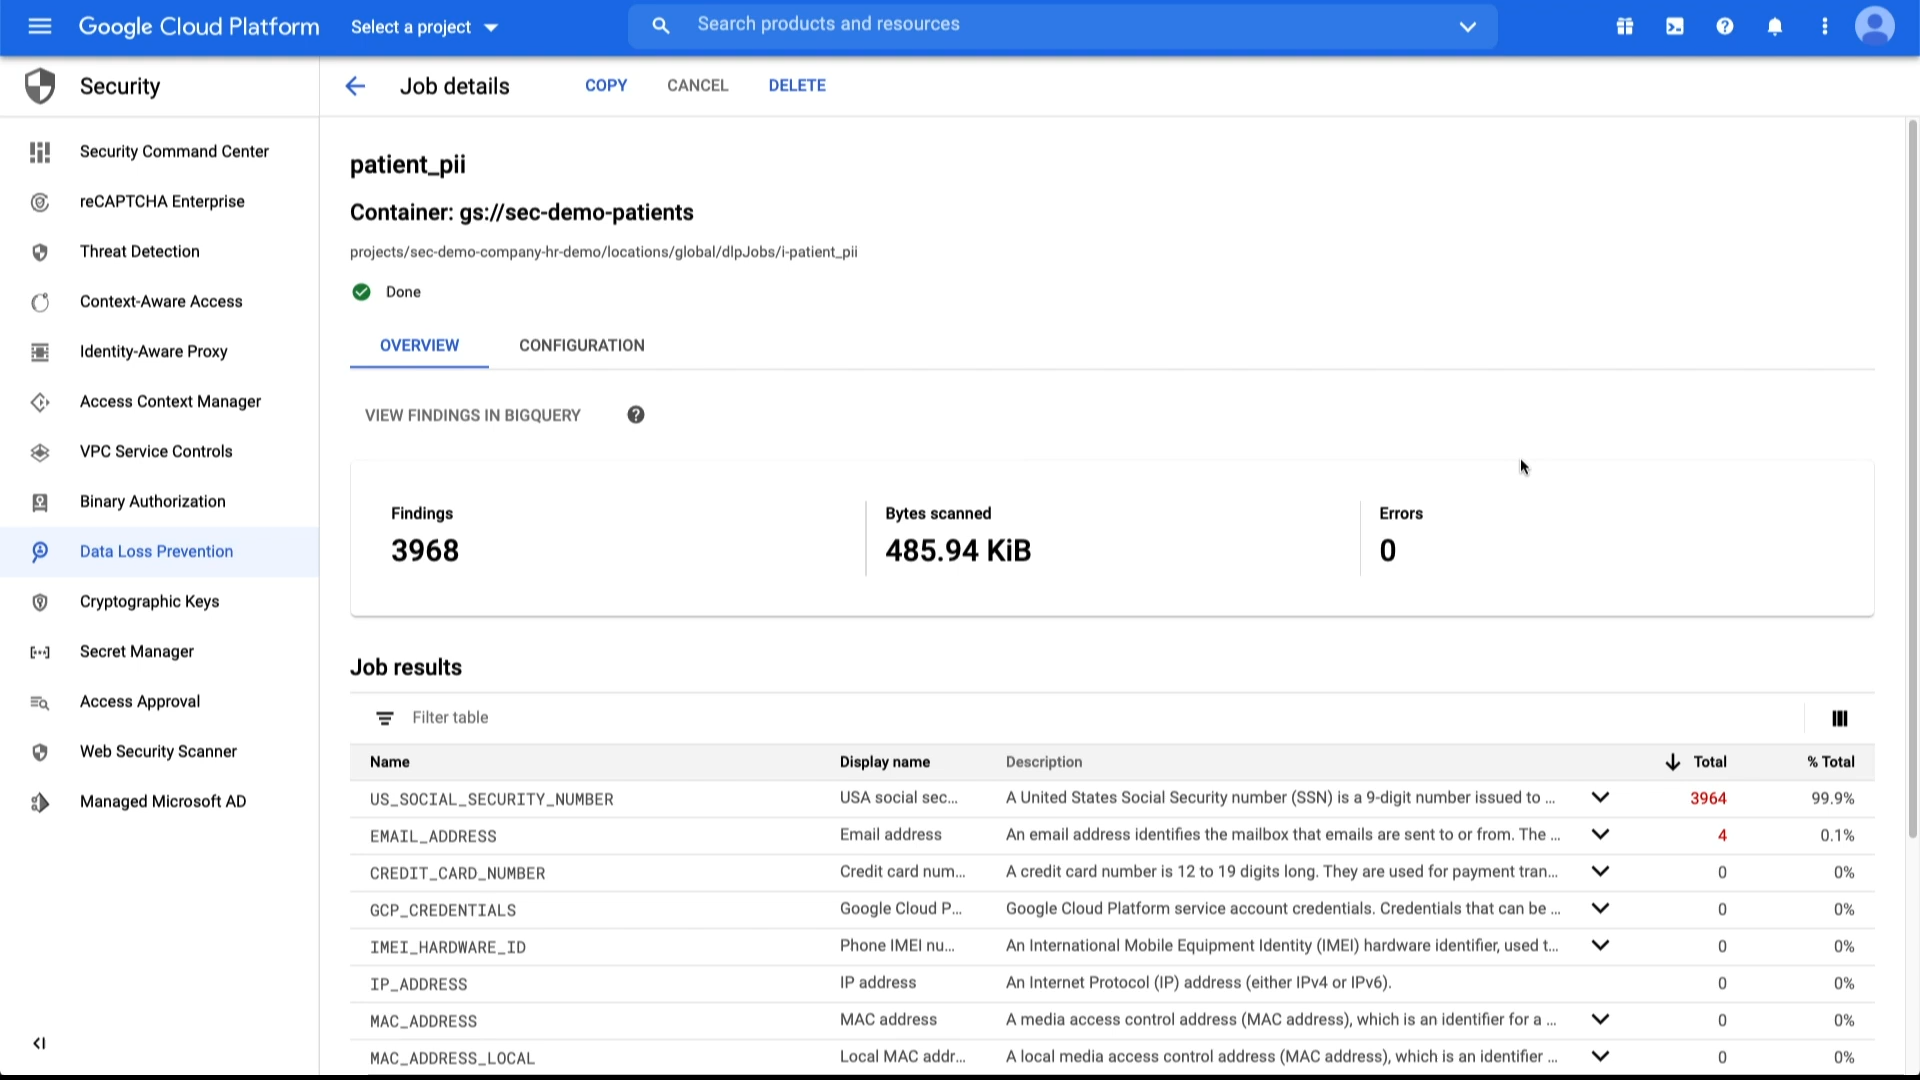 Google Cloud Platform
Select a project
Search products and resources
Security
Job details
COPY
CANCEL
DELETE
Security Command Center
reCAPTCHA Enterprise
Threat Detection
Context-Aware Access
Identity-Aware Proxy
Access Context Manager
VPC Service Controls
Binary Authorization
Data Loss Prevention
Cryptographic Keys
Secret Manager
Access Approval
Web Security Scanner
Managed Microsoft AD
patient_pii
Container: gs://sec-demo-patients
projects/sec-demo-company-hr-demo/locations/global/dlpJobs/i-patient_pii
Done
OVERVIEW
CONFIGURATION
VIEW FINDINGS IN BIGQUERY
Findings
3968
Bytes scanned
485.94 KiB
Errors
0
Job results
Filter table
Name Display name Description Total % Total
US_SOCIAL_SECURITY_NUMBER USA social sec... A United States Social Security number (SSN) is a 9-digit number issued to ... 3964 99.9%
EMAIL_ADDRESS Email address An email address identifies the mailbox that emails are sent to or from. The ... 4 0.1%
CREDIT_CARD_NUMBER Credit card num... A credit card number is 12 to 19 digits long. They are used for payment tran... 0 0%
GCP_CREDENTIALS Google Cloud P... Google Cloud Platform service account credentials. Credentials that can be ... 0 0%
IMEI_HARDWARE_ID Phone IMEI nu... An International Mobile Equipment Identity (IMEI) hardware identifier, used t... 0 0%
IP_ADDRESS IP address An Internet Protocol (IP) address (either IPv4 or IPv6). 0 0%
MAC_ADDRESS MAC address A media access control address (MAC address), which is an identifier for a ... 0 0%
MAC_ADDRESS_LOCAL Local MAC addr... A local media access control address (MAC address), which is an identifier ... 0 0%